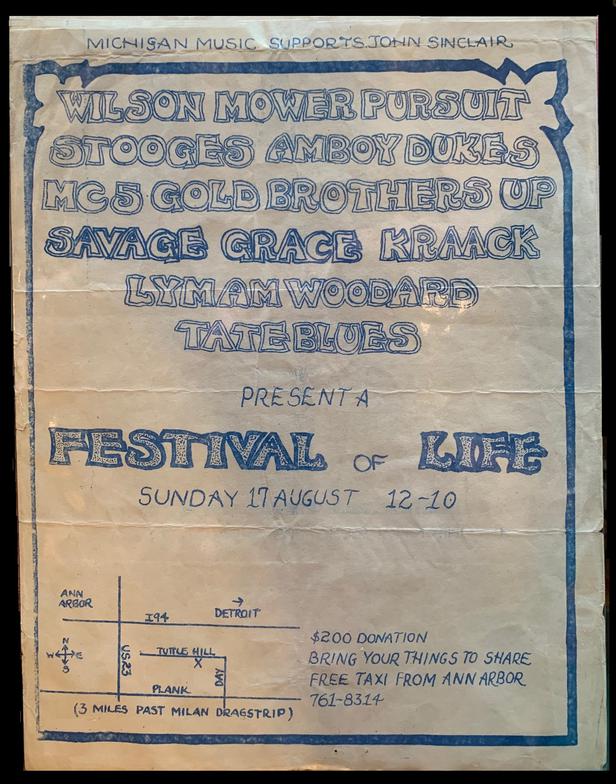 MICHIGAN MUSIC SUPPORTS JOHN SINCLAIR
WILSON MOWER PURSUIT
STOOGES AMBOY DUKES
MC5 GOLD BROTHERS UP
SAVAGE GRACE KRAACK
LYMAM WOODARD
TATE BLUES
PRESENT A
FESTIVAL OF LIFE
SUNDAY 17 AUGUST 12-10
ANN
ARBOR
I94
DETROIT
N
W E
S
US23
TUTTLE HILL
X
DAY
PLANK
(3 MILES PAST MILAN DRAGSTRIP)
$200 DONATION
BRING YOUR THINGS TO SHARE
FREE TAXI FROM ANN ARBOR
761-8314